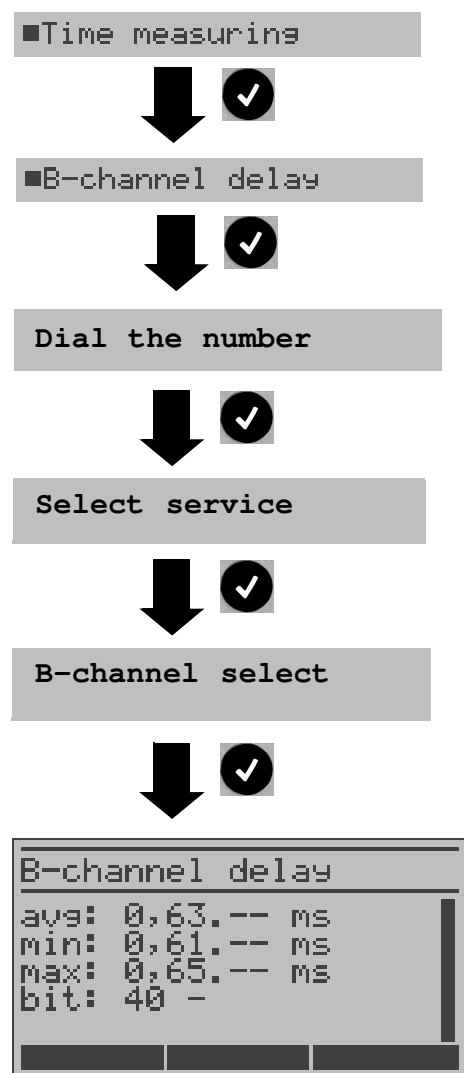 ■Time measuring
■B-channel delay
Dial the number
Select service
B-channel select
B-channel delay
avg: 0,63.-- ms
min: 0,61.-- ms
max: 0,65.-- ms
bit: 40 -